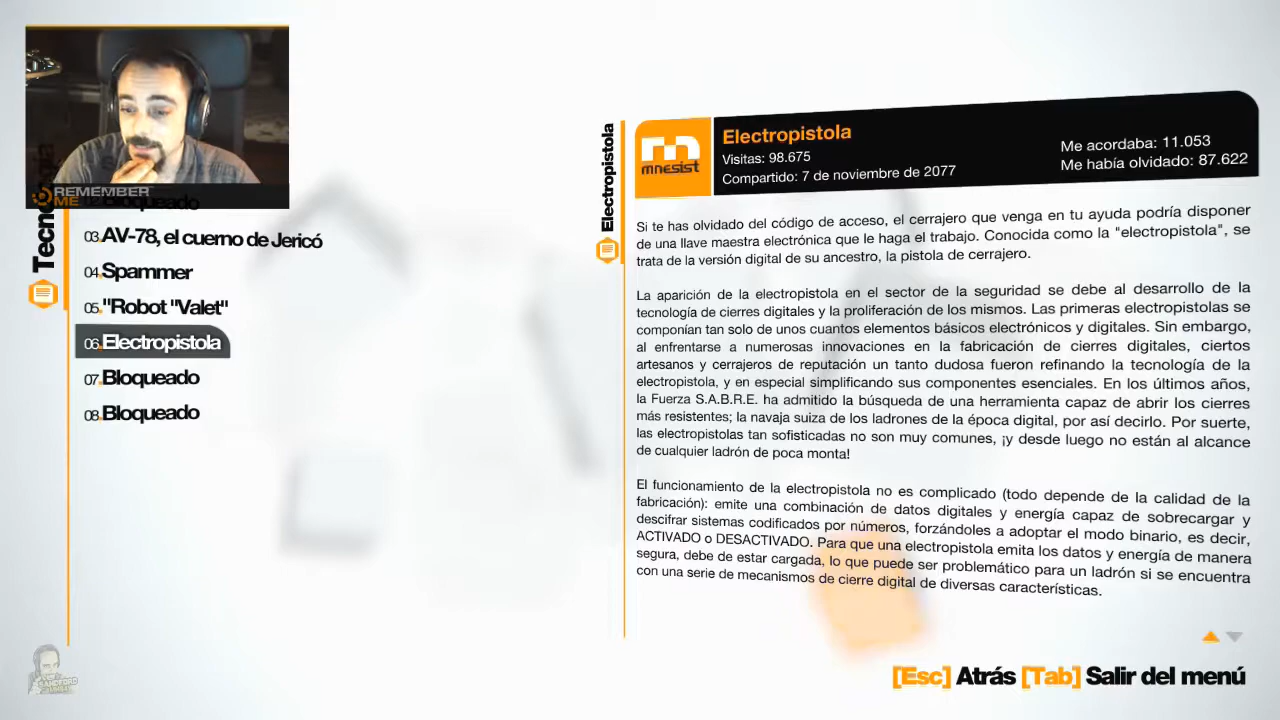 REMEMBER
ME
Bloqueado
03.AV-78, el cuerno de Jericó
04.Spammer
05."Robot "Valet"
06.Electropistola
07.Bloqueado
08.Bloqueado
Electropistola
mnesist
Electropistola
Visitas: 98.675
Compartido: 7 de noviembre de 2077
Me acordaba: 11.053
Me había olvidado: 87.622
Si te has olvidado del código de acceso, el cerrajero que venga en tu ayuda podría disponer
de una llave maestra electrónica que le haga el trabajo. Conocida como la "electropistola", se
trata de la versión digital de su ancestro, la pistola de cerrajero.
La aparición de la electropistola en el sector de la seguridad se debe al desarrollo de la
tecnología de cierres digitales y la proliferación de los mismos. Las primeras electropistolas se
componían tan solo de unos cuantos elementos básicos electrónicos y digitales. Sin embargo,
al enfrentarse a numerosas innovaciones en la fabricación de cierres digitales, ciertos
artesanos y cerrajeros de reputación un tanto dudosa fueron refinando la tecnología de la
electropistola, y en especial simplificando sus componentes esenciales. En los últimos años,
la Fuerza S.A.B.R.E. ha admitido la búsqueda de una herramienta capaz de abrir los cierres
más resistentes; la navaja suiza de los ladrones de la época digital, por así decirlo. Por suerte,
las electropistolas tan sofisticadas no son muy comunes, ¡y desde luego no están al alcance
de cualquier ladrón de poca monta!
El funcionamiento de la electropistola no es complicado (todo depende de la calidad de la
fabricación): emite una combinación de datos digitales y energía capaz de sobrecargar y
descifrar sistemas codificados por números, forzándoles a adoptar el modo binario, es decir,
ACTIVADO o DESACTIVADO. Para que una electropistola emita los datos y energía de manera
segura, debe de estar cargada, lo que puede ser problemático para un ladrón si se encuentra
con una serie de mecanismos de cierre digital de diversas características.
[Esc] Atrás [Tab] Salir del menú